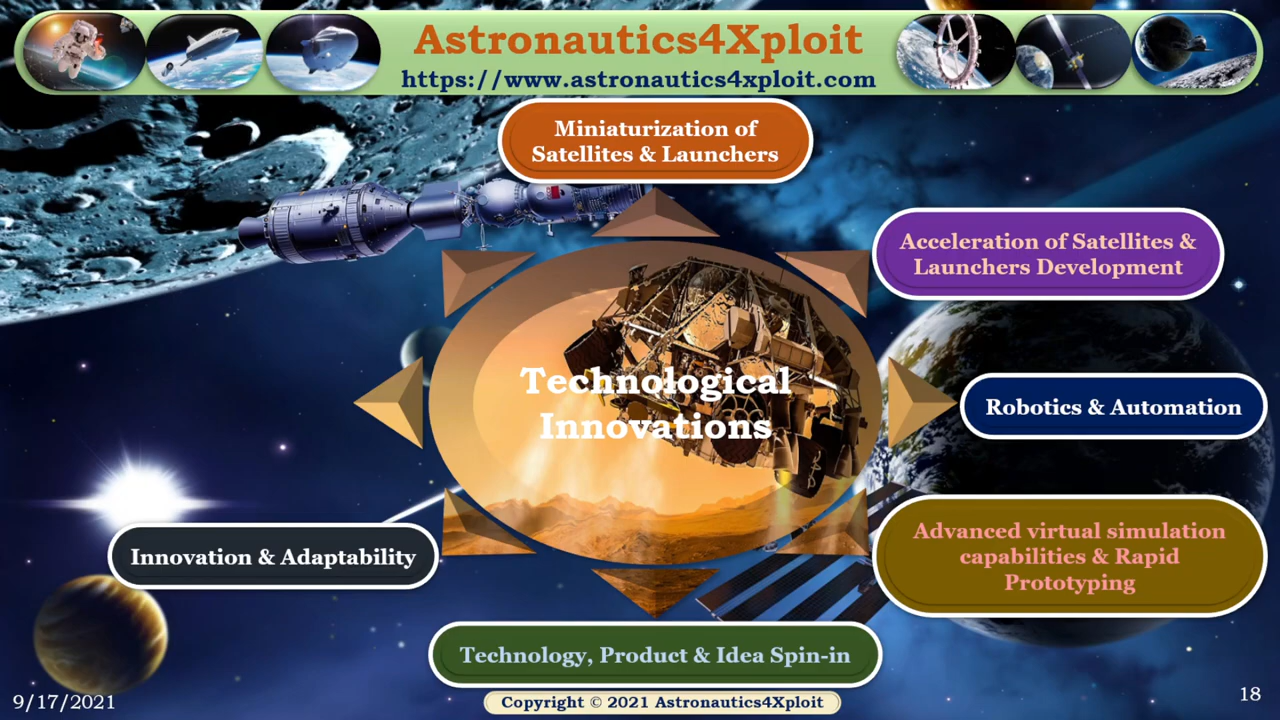 Astronautics4Xploit
https://www.astronautics4xploit.com
Miniaturization of
Satellites & Launchers
Acceleration of Satellites &
Launchers Development
Technological
Innovations
Robotics & Automation
Advanced virtual simulation
capabilities & Rapid
Prototyping
Innovation & Adaptability
Technology, Product & Idea Spin-in
9/17/2021
Copyright © 2021 Astronautics4Xploit
18